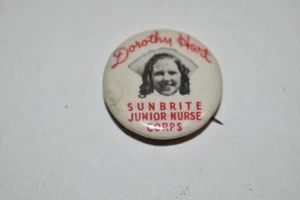 Dorothy Hart
SUNBRITE
JUNIOR NURSE
CORPS